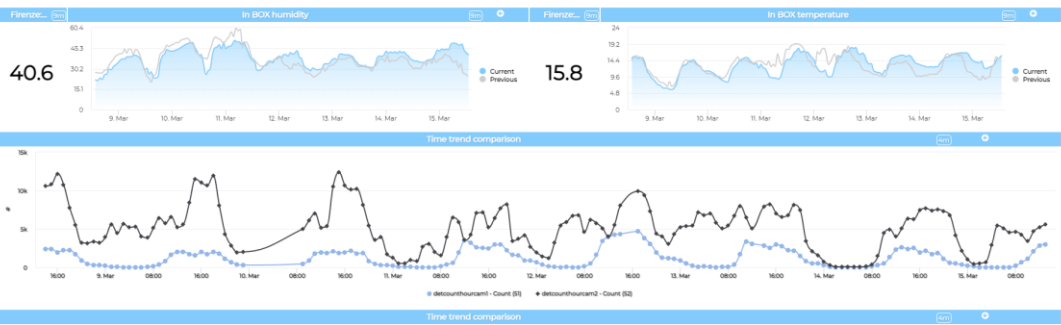 Firenze:... 9m In BOX humidity 9m
Firenze:... 9m In BOX temperature 9m
40.6
60.4
45.3
30.2
15.1
0
9. Mar 10. Mar 11. Mar 12. Mar 13. Mar 14. Mar 15. Mar
Current
Previous
15.8
24
19.2
14.4
9.6
4.8
0
9. Mar 10. Mar 11. Mar 12. Mar 13. Mar 14. Mar 15. Mar
Current
Previous
Time trend comparison 4m
#
15k
10k
5k
0
16:00 9. Mar 08:00 16:00 10. Mar 08:00 16:00 11. Mar 08:00 16:00 12. Mar 08:00 16:00 13. Mar 08:00 16:00 14. Mar 08:00 16:00 15. Mar 08:00
detcounthourcam1 - Count (S1) detcounthourcam2 - Count (S2)
Time trend comparison 4m